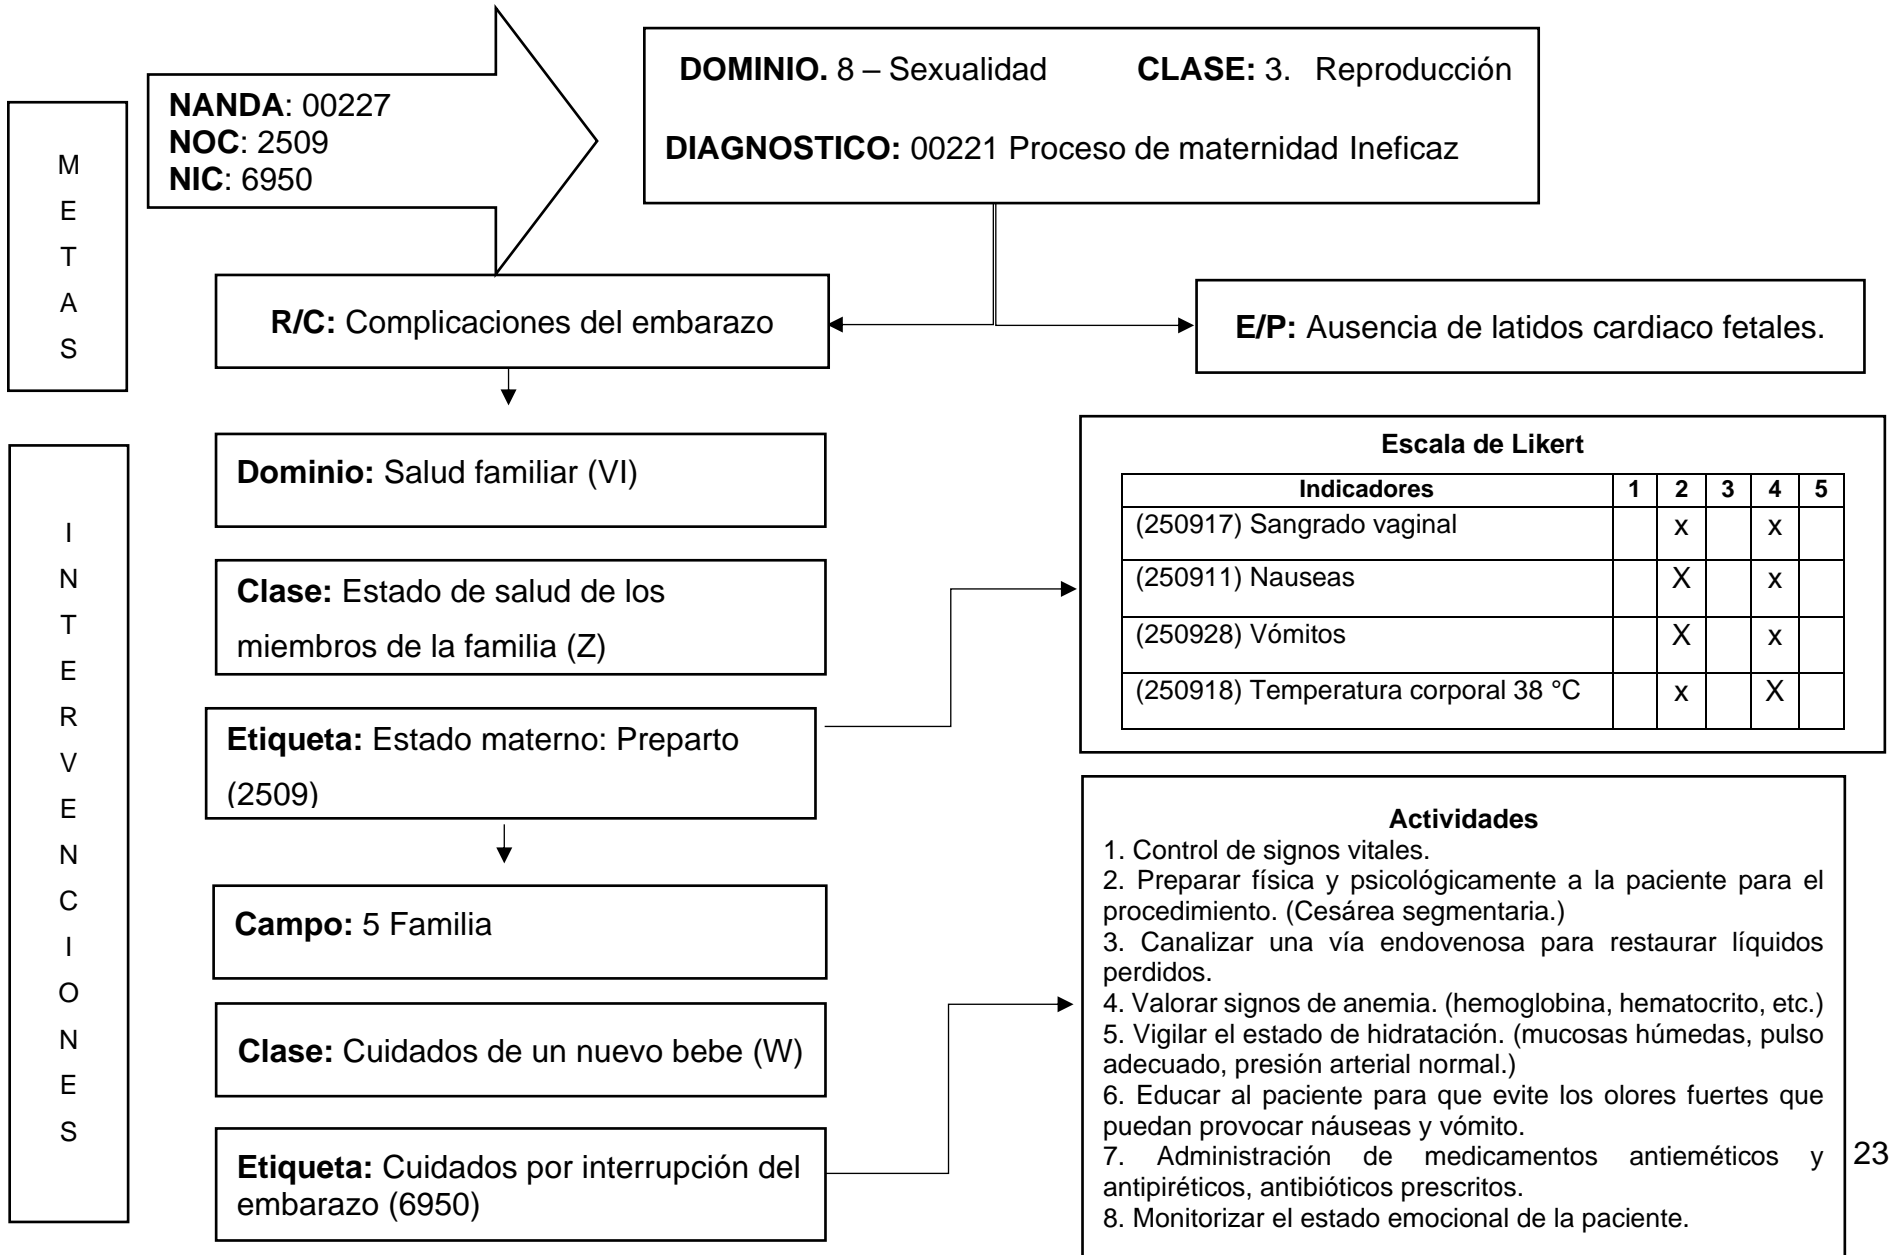 M
E
T
A
S
NANDA: 00227
NOC: 2509
NIC: 6950
DOMINIO. 8 – Sexualidad CLASE: 3. Reproducción
DIAGNOSTICO: 00221 Proceso de maternidad Ineficaz
R/C: Complicaciones del embarazo
E/P: Ausencia de latidos cardiaco fetales.
I
N
T
E
R
V
E
N
C
I
O
N
E
S
Dominio: Salud familiar (VI)
Clase: Estado de salud de los
miembros de la familia (Z)
Etiqueta: Estado materno: Preparto
(2509)
Escala de Likert
Indicadores 1 2 3 4 5
(250917) Sangrado vaginal x x
(250911) Nauseas X x
(250928) Vómitos X x
(250918) Temperatura corporal 38 °C x X
Campo: 5 Familia
Clase: Cuidados de un nuevo bebe (W)
Etiqueta: Cuidados por interrupción del
embarazo (6950)
Actividades
1. Control de signos vitales.
2. Preparar física y psicológicamente a la paciente para el
procedimiento. (Cesárea segmentaria.)
3. Canalizar una vía endovenosa para restaurar líquidos
perdidos.
4. Valorar signos de anemia. (hemoglobina, hematocrito, etc.)
5. Vigilar el estado de hidratación. (mucosas húmedas, pulso
adecuado, presión arterial normal.)
6. Educar al paciente para que evite los olores fuertes que
puedan provocar náuseas y vómito.
7. Administración de medicamentos antieméticos y
antipiréticos, antibióticos prescritos.
8. Monitorizar el estado emocional de la paciente.
23